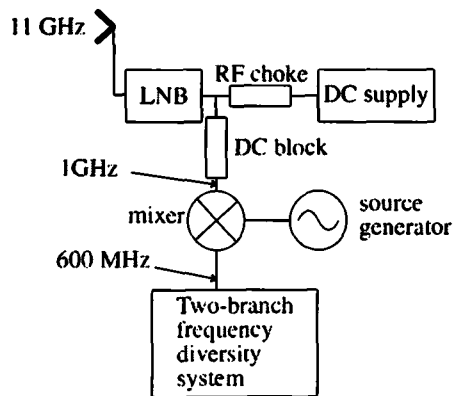 11 GHz
RF choke
LNB
DC supply
DC block
1GHz
mixer
source
generator
600 MHz
Two-branch
frequency
diversity
system